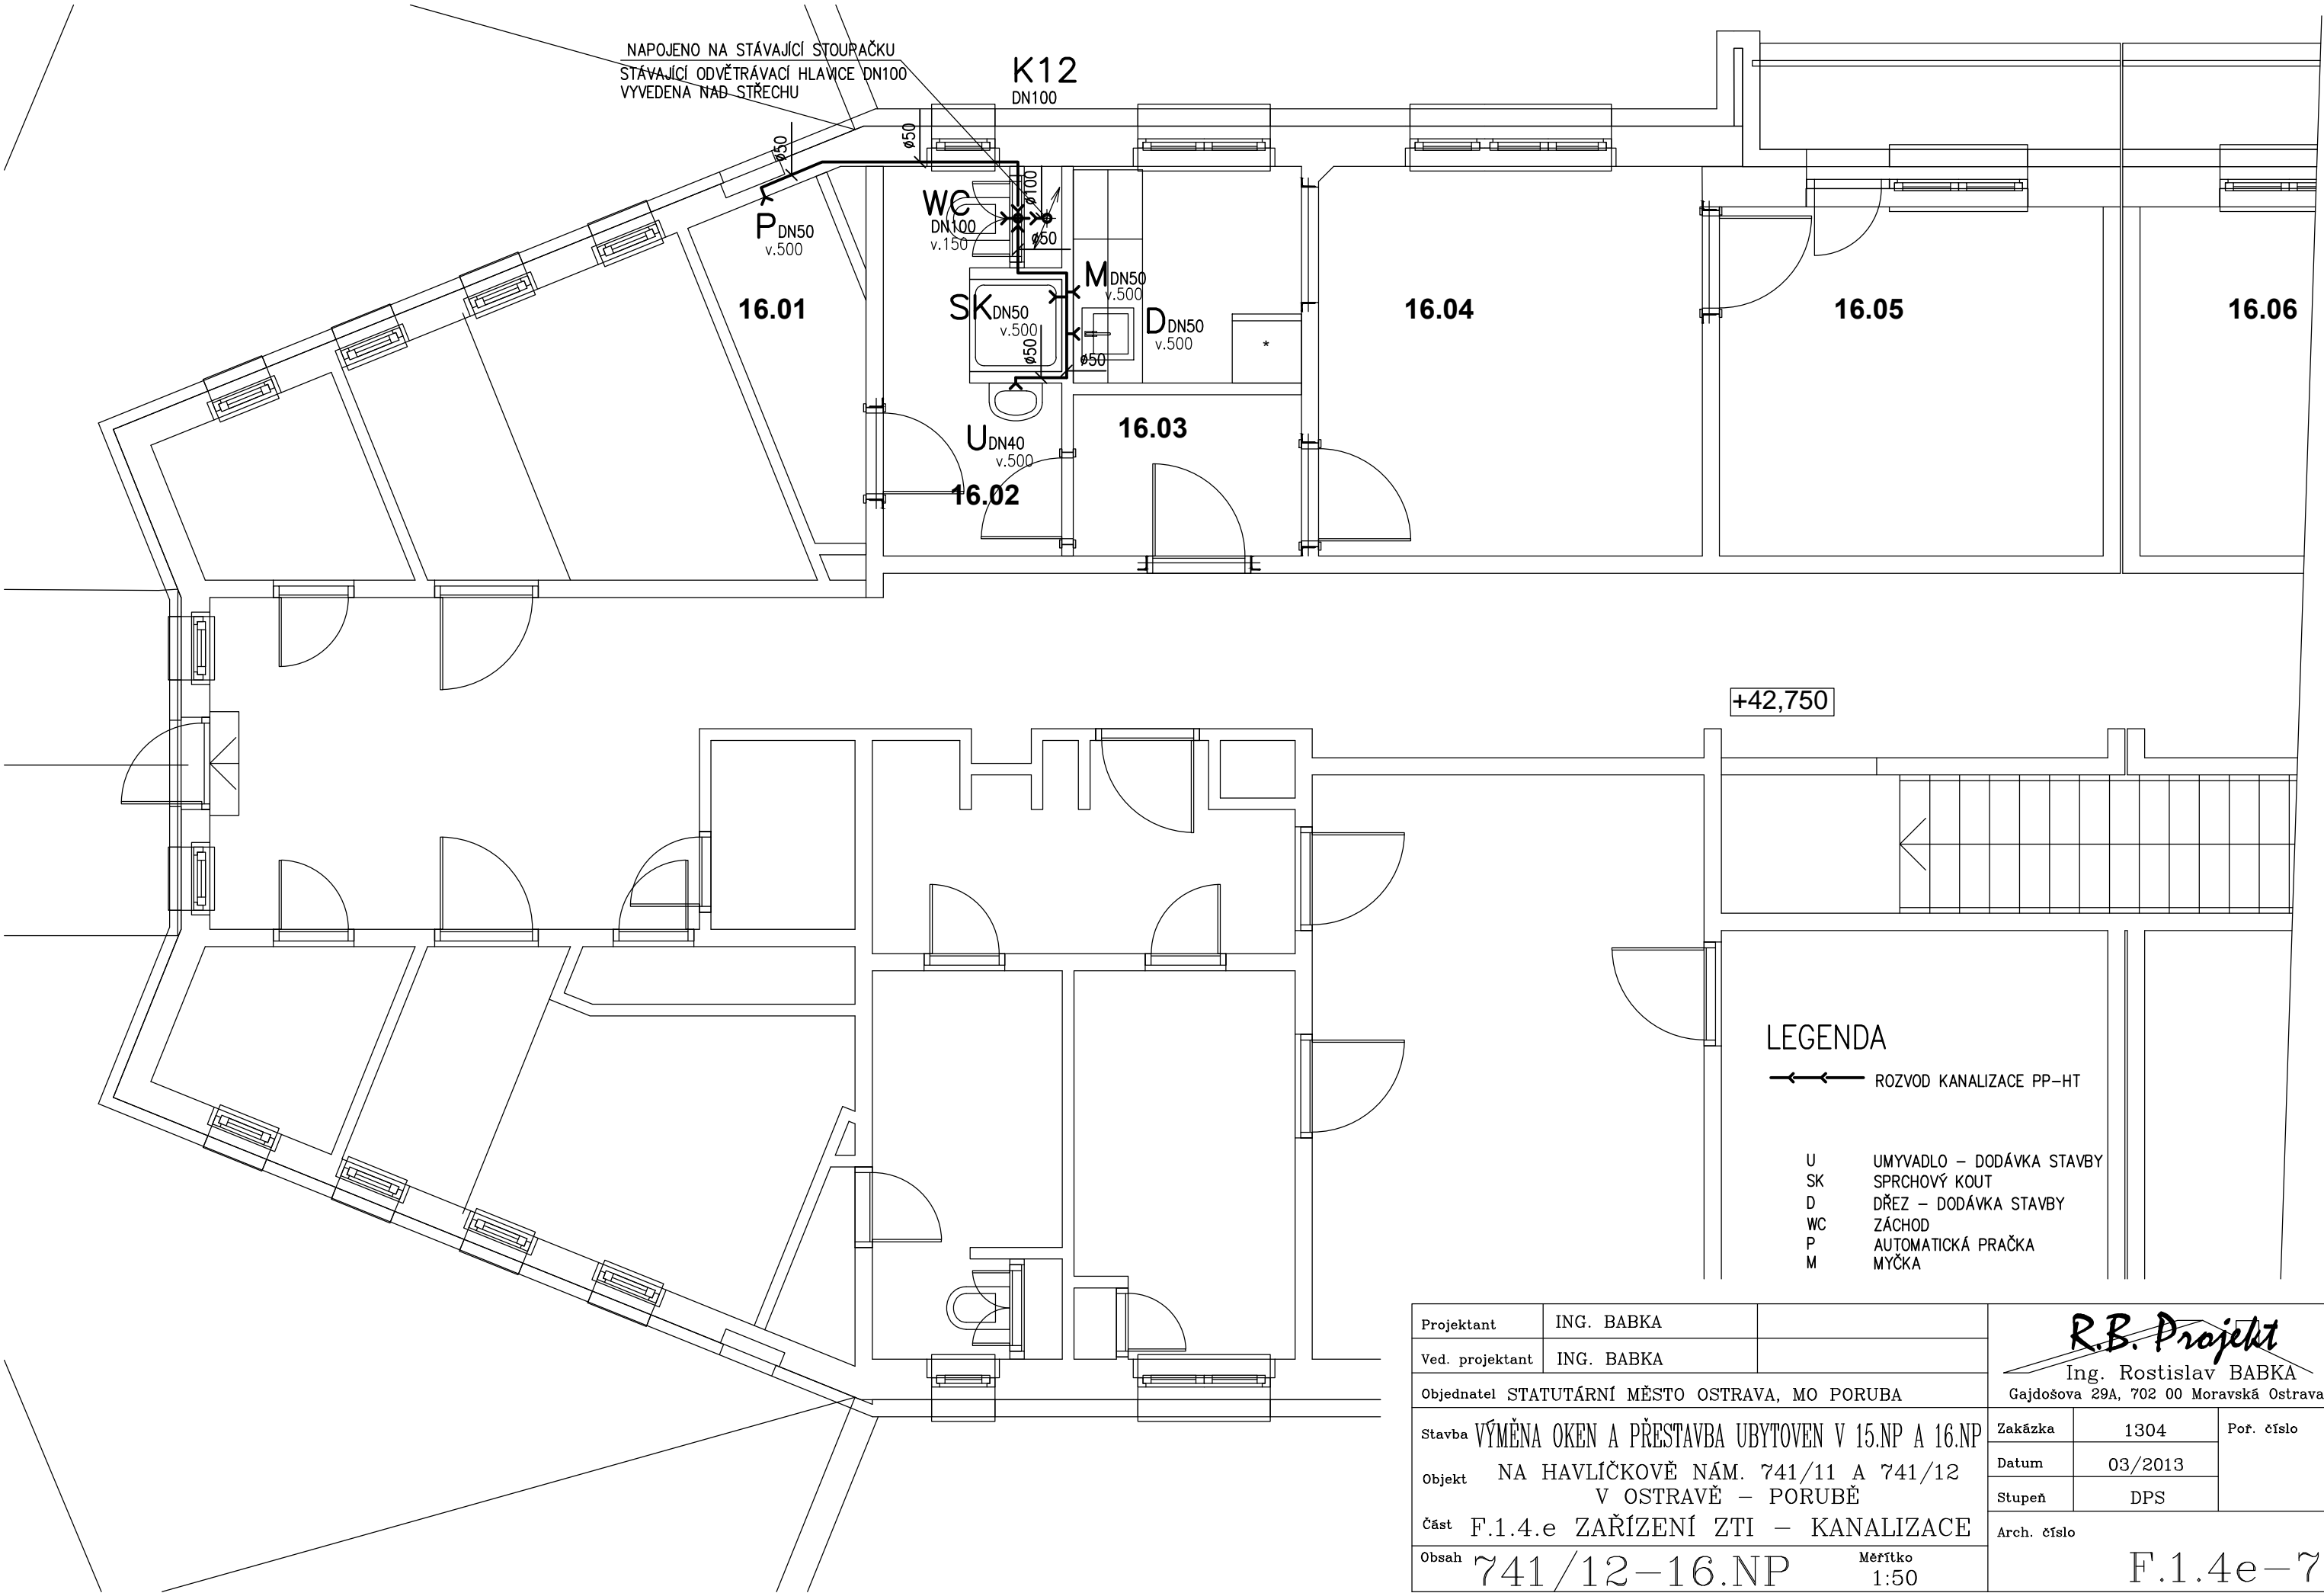 NAPOJENO NA STÁVAJÍCÍ STOUPAČKU
STÁVAJÍCÍ ODVĚTRÁVACÍ HLAVICE DN100
VYVEDENA NAD STŘECHU
K12
DN100
ø50
ø50
ø100
WC
DN100
v.150
ø50
P DN50
v.500
M DN50
v.500
SK DN50
v.500
D DN50
v.500
ø50
ø50
*
U DN40
v.500
16.01
16.02
16.03
16.04
16.05
16.06
+42,750
LEGENDA
ROZVOD KANALIZACE PP-HT
U UMYVADLO – DODÁVKA STAVBY
SK SPRCHOVÝ KOUT
D DŘEZ – DODÁVKA STAVBY
WC ZÁCHOD
P AUTOMATICKÁ PRAČKA
M MYČKA
Projektant ING. BABKA
Ved. projektant ING. BABKA
Objednatel STATUTÁRNÍ MĚSTO OSTRAVA, MO PORUBA
Stavba VÝMĚNA OKEN A PŘESTAVBA UBYTOVEN V 15.NP A 16.NP
Objekt NA HAVLÍČKOVĚ NÁM. 741/11 A 741/12
V OSTRAVĚ – PORUBĚ
Část F.1.4.e ZAŘÍZENÍ ZTI – KANALIZACE
Obsah 741/12-16.NP Měřítko
1:50
R.B. Projekt
Ing. Rostislav BABKA
Gajdošova 29A, 702 00 Moravská Ostrava
Zakázka 1304 Poř. číslo
Datum 03/2013
Stupeň DPS
Arch. číslo
F.1.4e-7